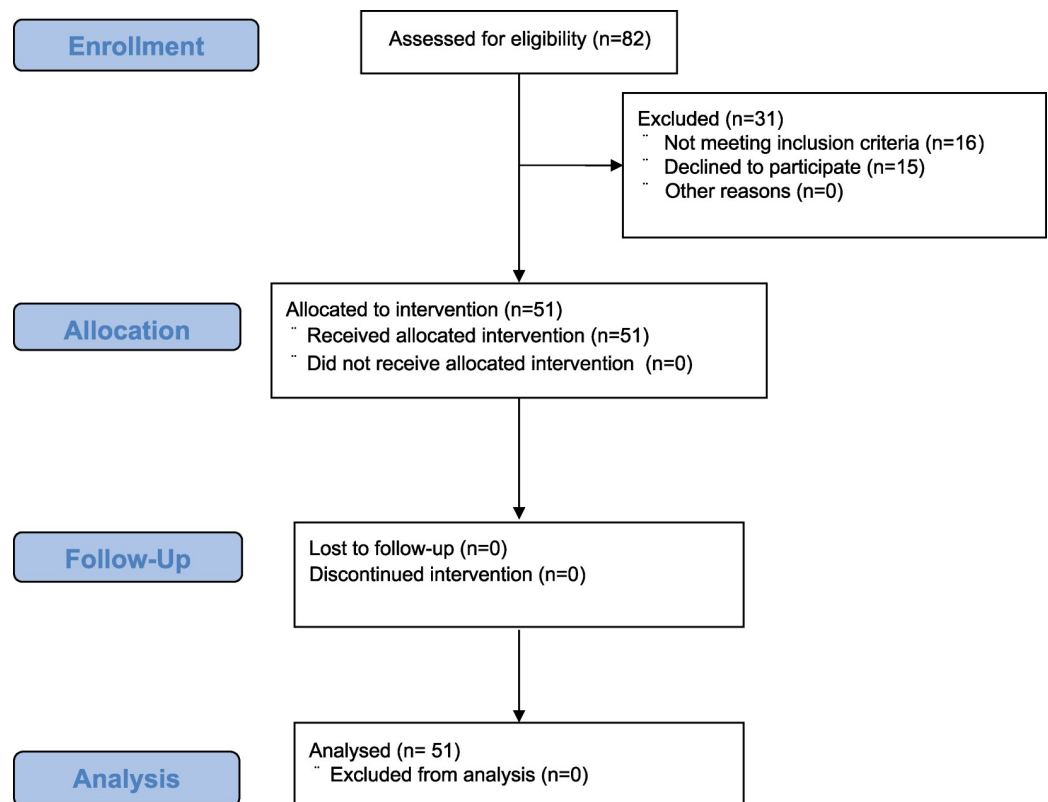 Enrollment
Assessed for eligibility (n=82)
Excluded (n=31)
¨ Not meeting inclusion criteria (n=16)
¨ Declined to participate (n=15)
¨ Other reasons (n=0)
Allocation
Allocated to intervention (n=51)
¨ Received allocated intervention (n=51)
¨ Did not receive allocated intervention (n=0)
Follow-Up
Lost to follow-up (n=0)
Discontinued intervention (n=0)
Analysis
Analysed (n= 51)
¨ Excluded from analysis (n=0)